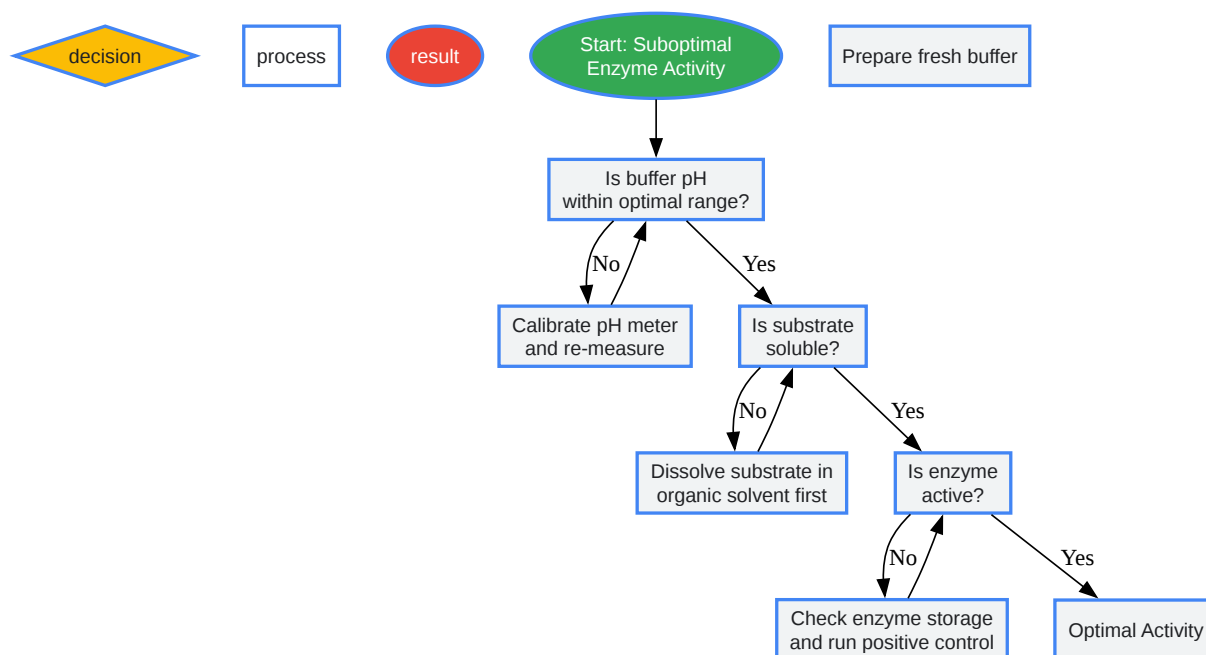 decision
process
result
Start: Suboptimal
Enzyme Activity
Prepare fresh buffer
Is buffer pH
within optimal range?
No
Yes
Calibrate pH meter
and re-measure
Is substrate
soluble?
No
Yes
Dissolve substrate in
organic solvent first
Is enzyme
active?
No
Yes
Check enzyme storage
and run positive control
Optimal Activity